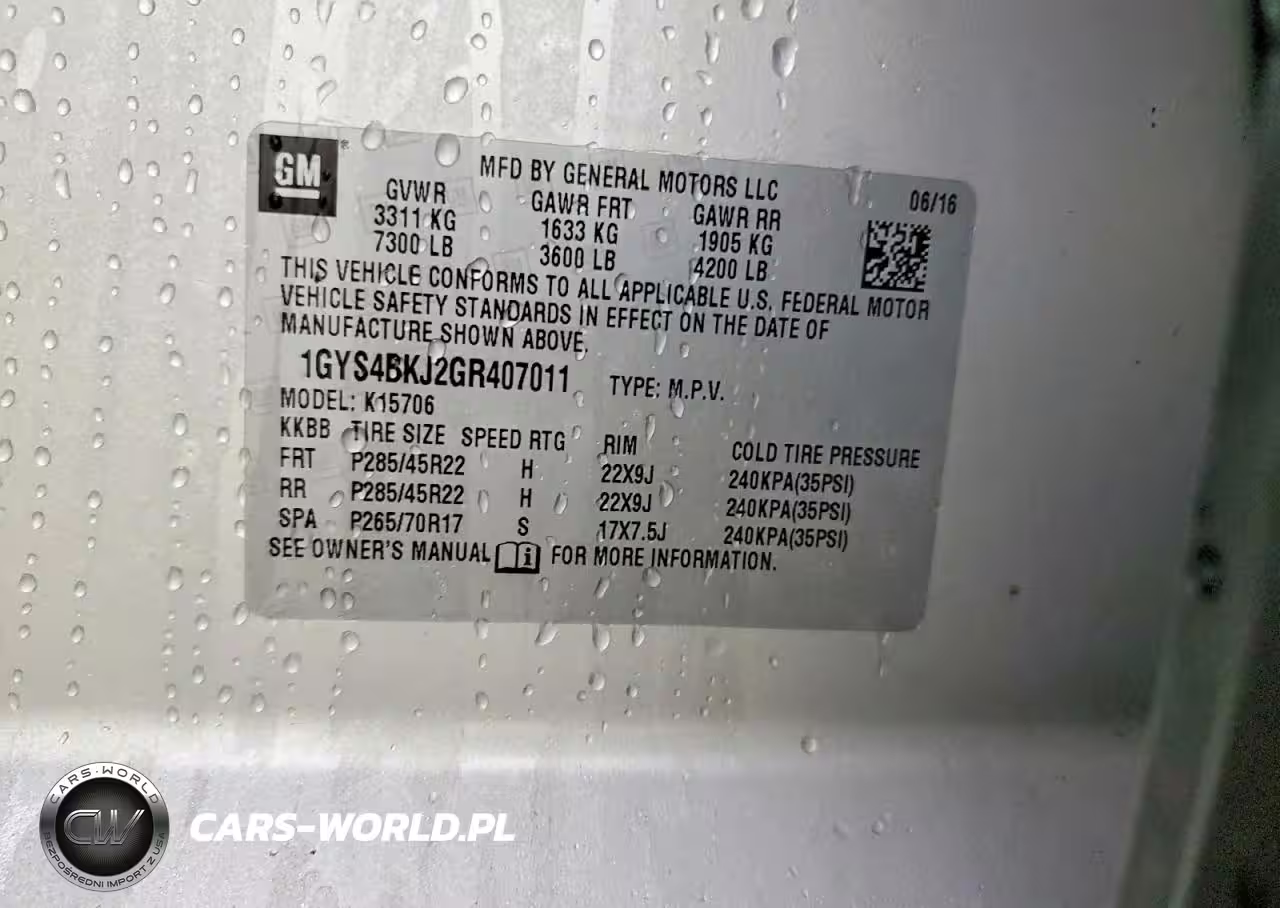 GM
MFD BY GENERAL MOTORS LLC 06/16
GVWR GAWR FRT GAWR RR
3311 KG 1633 KG 1905 KG
7300 LB 3600 LB 4200 LB
THIS VEHICLE CONFORMS TO ALL APPLICABLE U.S. FEDERAL MOTOR
VEHICLE SAFETY STANDARDS IN EFFECT ON THE DATE OF
MANUFACTURE SHOWN ABOVE.
1GYS4BKJ2GR407011 TYPE: M.P.V.
MODEL: K15706
KKBB TIRE SIZE SPEED RTG RIM COLD TIRE PRESSURE
FRT P285/45R22 H 22X9J 240KPA(35PSI)
RR P285/45R22 H 22X9J 240KPA(35PSI)
SPA P265/70R17 S 17X7.5J 240KPA(35PSI)
SEE OWNER'S MANUAL i FOR MORE INFORMATION.
CARS-WORLD
CW
BEZPOŚREDNI IMPORT Z USA
CARS-WORLD.PL